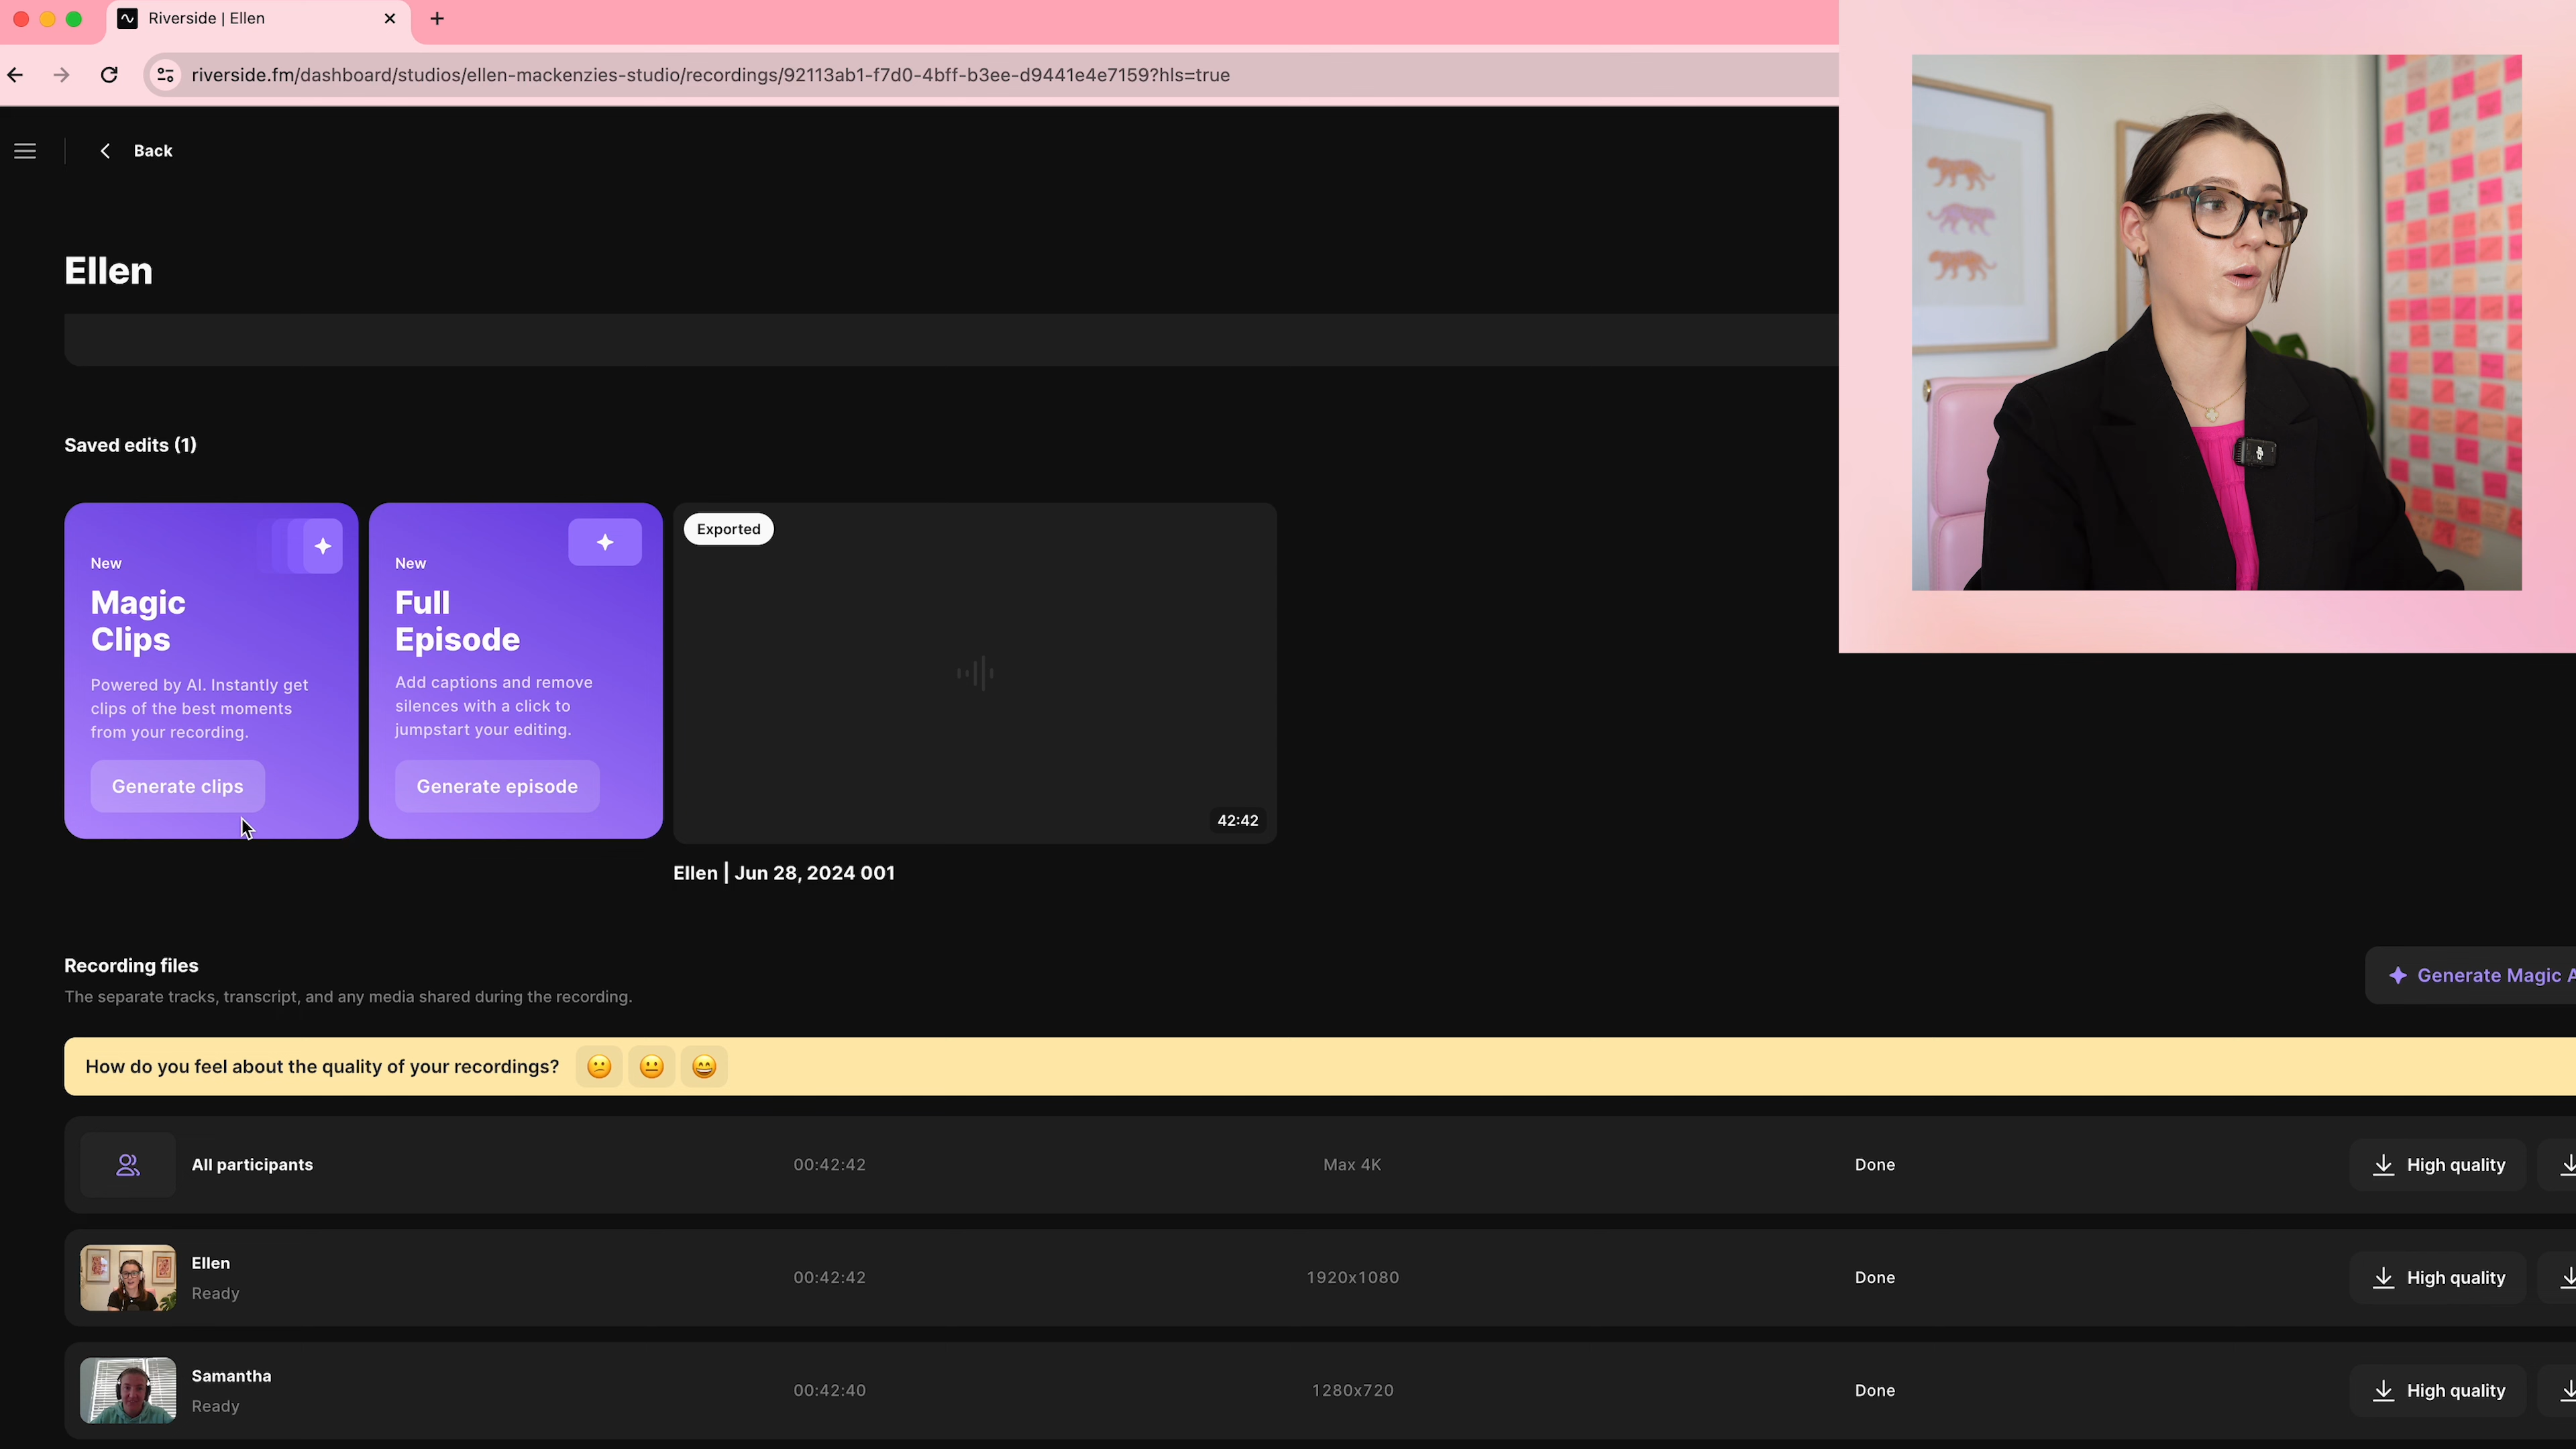 Riverside | Ellen
riverside.fm/dashboard/studios/ellen-mackenzies-studio/recordings/92113ab1-f7d0-4bff-b3ee-d9441e4e7159?hls=true
Back
Ellen
Saved edits (1)
New
Magic
Clips
Powered by AI. Instantly get
clips of the best moments
from your recording.
Generate clips
New
Full
Episode
Add captions and remove
silences with a click to
jumpstart your editing.
Generate episode
Exported
42:42
Ellen | Jun 28, 2024 001
Recording files
The separate tracks, transcript, and any media shared during the recording.
Generate Magic A
How do you feel about the quality of your recordings?
All participants 00:42:42 Max 4K Done High quality
Ellen
Ready
00:42:42 1920x1080 Done High quality
Samantha
Ready
00:42:40 1280x720 Done High quality